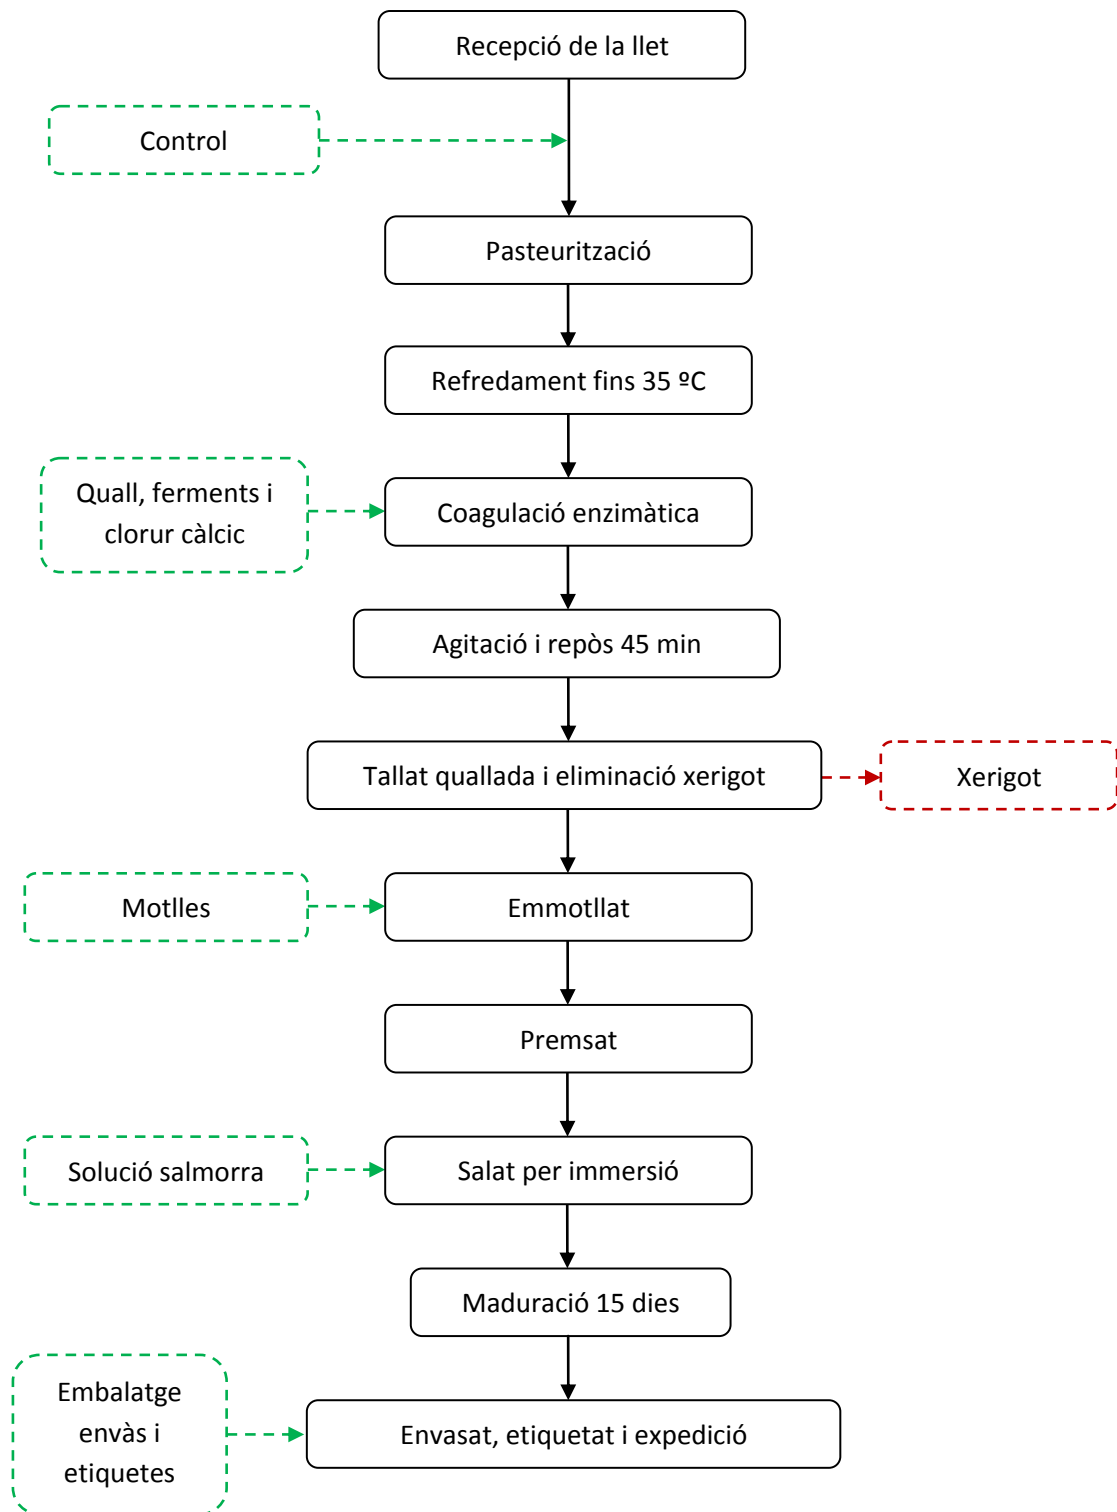 Recepció de la llet
Control
Pasteurització
Refredament fins 35 ºC
Quall, ferments i
clorur càlcic
Coagulació enzimàtica
Agitació i repòs 45 min
Tallat quallada i eliminació xerigot
Xerigot
Motlles
Emmotllat
Premsat
Solució salmorra
Salat per immersió
Maduració 15 dies
Embalatge
envàs i
etiquetes
Envasat, etiquetat i expedició